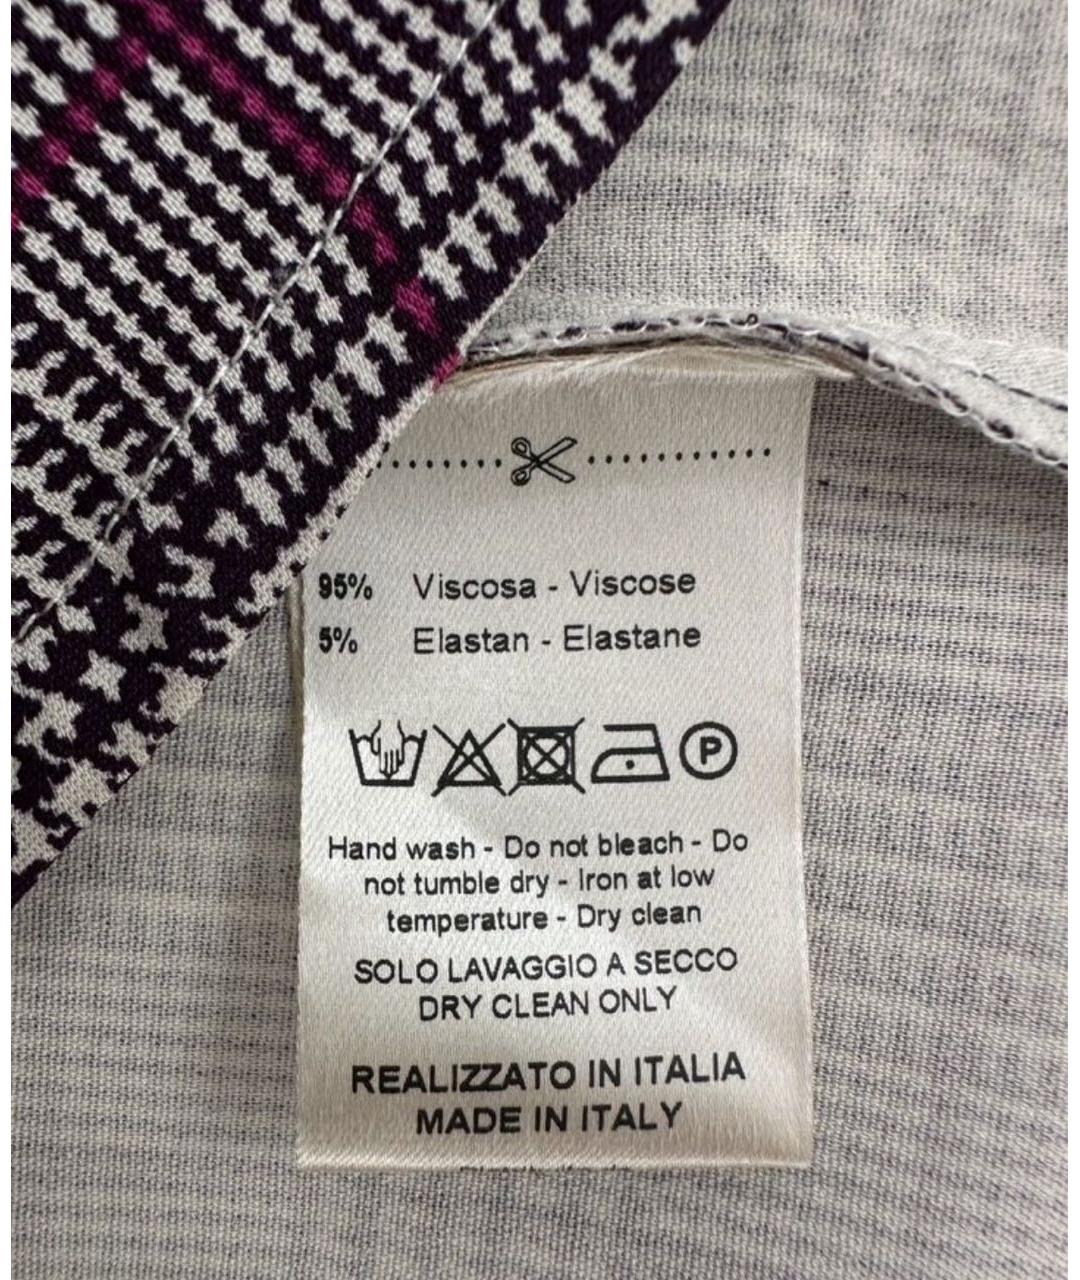 95% Viscosa - Viscose
5% Elastan - Elastane
P
Hand wash - Do not bleach - Do
not tumble dry - Iron at low
temperature - Dry clean
SOLO LAVAGGIO A SECCO
DRY CLEAN ONLY
REALIZZATO IN ITALIA
MADE IN ITALY